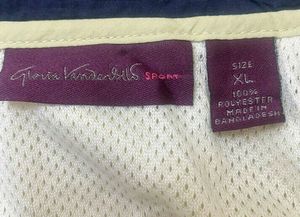 Gloria Vanderbilt SPORT
SIZE
XL
100%
POLYESTER
MADE IN
BANGLADESH